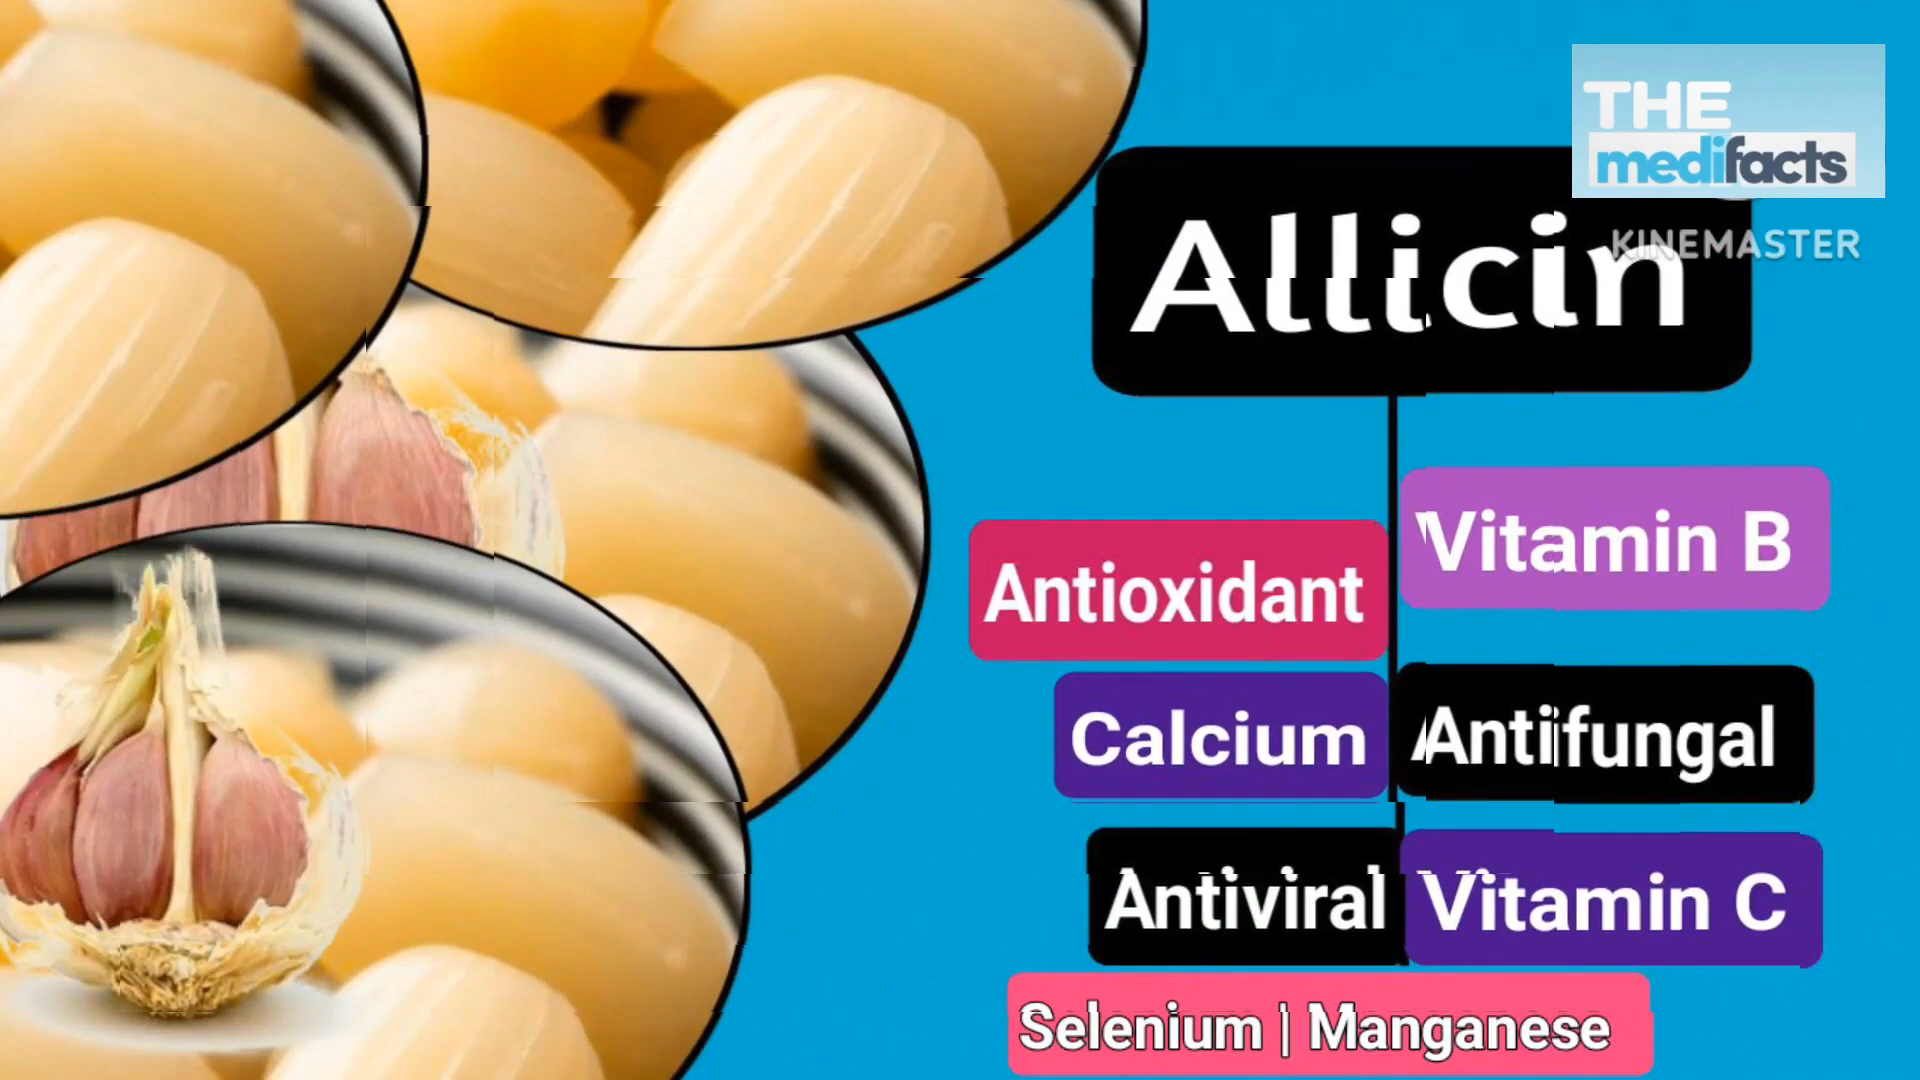 THE
medifacts
KINEMASTER
Allicin
Vitamin B
Antioxidant
Calcium
Antifungal
Antiviral
Vitamin C
Selenium | Manganese